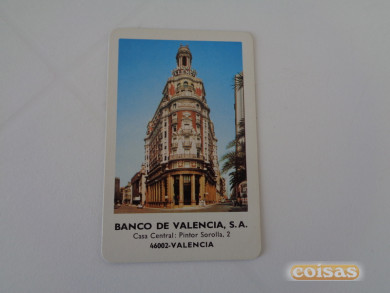 BANCO DE VALENCIA, S.A.
Casa Central: Pintor Sorolla, 2
46002-VALENCIA
coisas